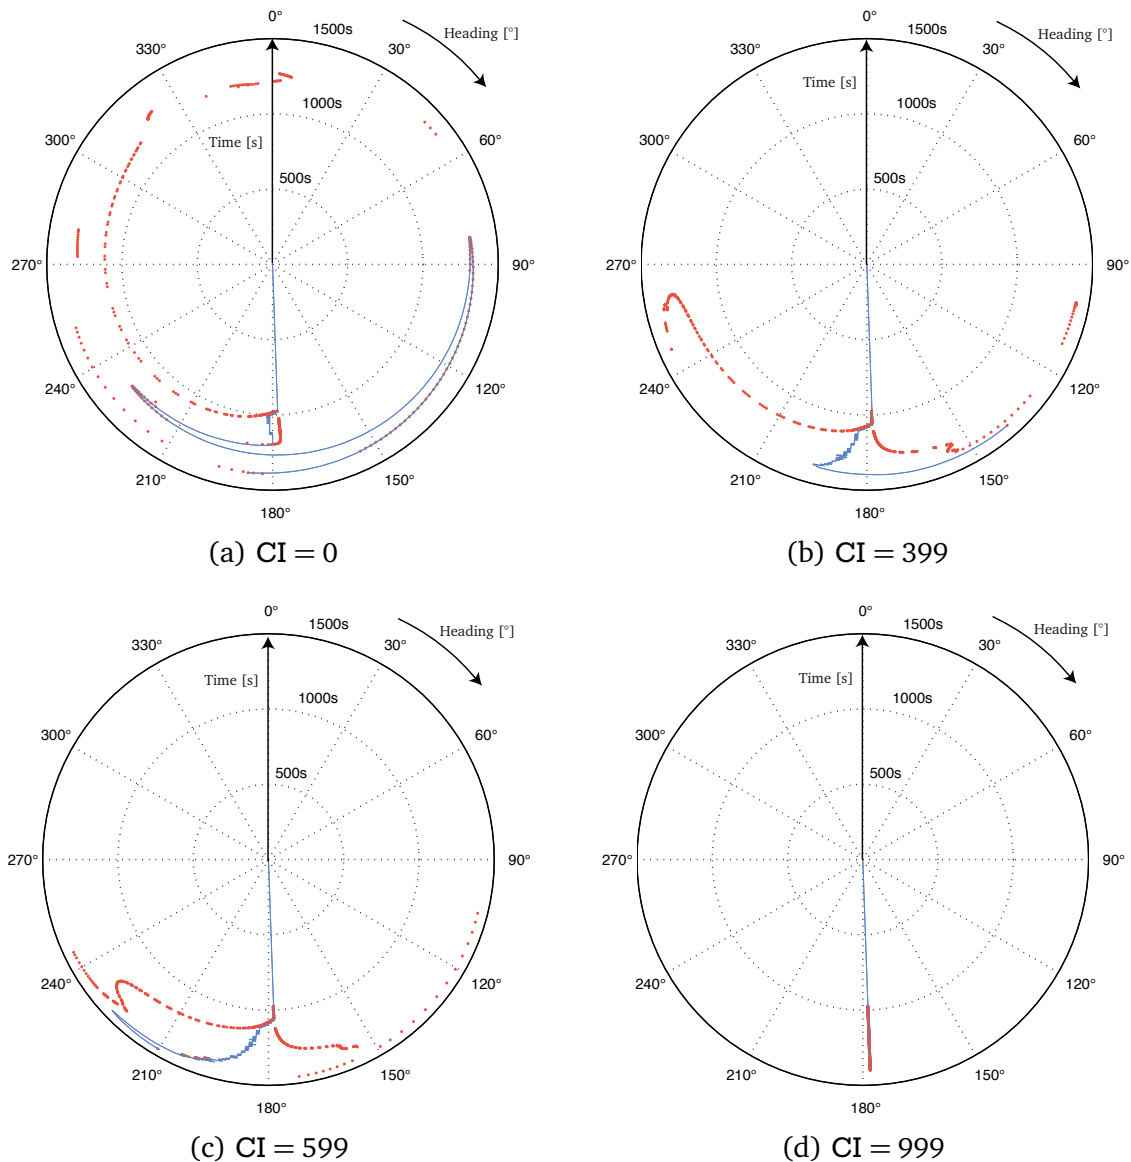 0°
1500s
Heading [°]
330°
30°
1000s
Time [s]
300°
60°
500s
270°
90°
240°
120°
210°
150°
180°
(a) CI = 0
0°
1500s
Heading [°]
330°
30°
Time [s]
1000s
300°
60°
500s
270°
90°
240°
120°
210°
150°
180°
(b) CI = 399
0°
1500s
Heading [°]
330°
30°
Time [s]
1000s
300°
60°
500s
270°
90°
240°
120°
210°
150°
180°
(c) CI = 599
0°
1500s
Heading [°]
330°
30°
Time [s]
1000s
300°
60°
500s
270°
90°
240°
120°
210°
150°
180°
(d) CI = 999